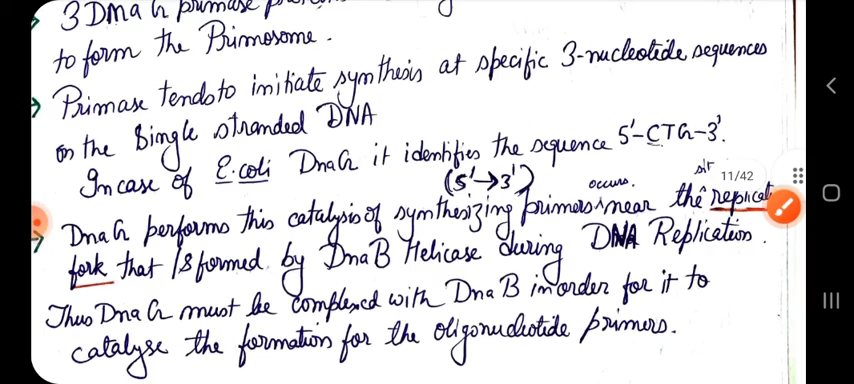 3 DnaG primase
to form the Primosome.
Primase tends to initiate synthesis at specific 3-nucleotide sequences
on the Single stranded DNA
In case of E.coli DnaG it identifies the sequence 5'-CTG-3'.
(5'→3') occurs. 11/42
DnaG performs this catalysis of synthesizing primers near the replicat
fork that is formed by DnaB Helicase during DNA Replication.
Thus DnaG must be complexed with DnaB in order for it to
catalyse the formation for the oligonucleotide primers.